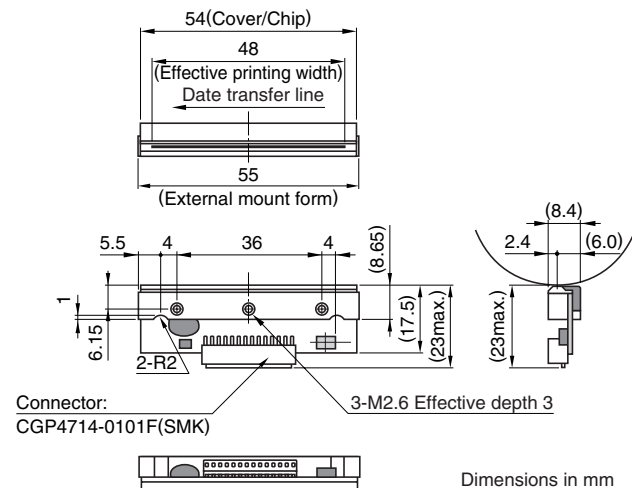 54(Cover/Chip)
48
(Effective printing width)
Date transfer line
55
(External mount form)
(8.4)
2.4
(6.0)
5.5
4
36
4
(8.65)
1
6.15
(17.5)
(23max.)
(23max.)
2-R2
Connector:
CGP4714-0101F(SMK)
3-M2.6 Effective depth 3
Dimensions in mm